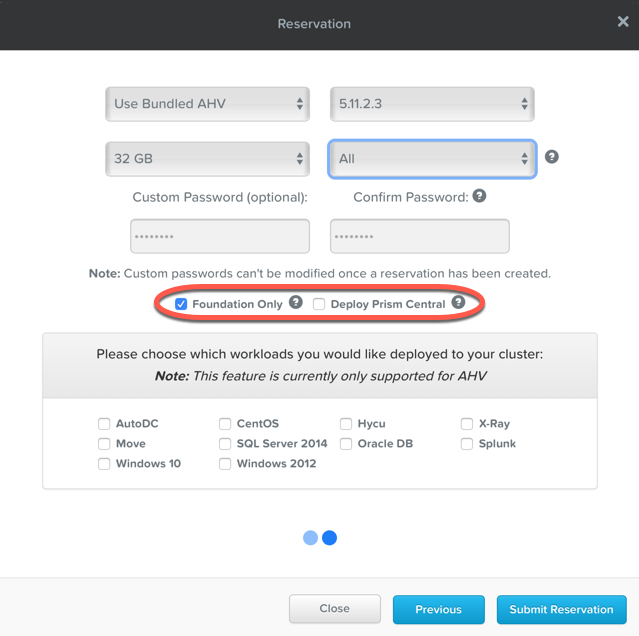 Reservation
Use Bundled AHV 5.11.2.3
32 GB All ?
Custom Password (optional): Confirm Password: ?
•••••••• ••••••••
Note: Custom passwords can't be modified once a reservation has been created.
Foundation Only ? Deploy Prism Central ?
Please choose which workloads you would like deployed to your cluster:
Note: This feature is currently only supported for AHV
AutoDC CentOS Hycu X-Ray
Move SQL Server 2014 Oracle DB Splunk
Windows 10 Windows 2012
Close Previous Submit Reservation